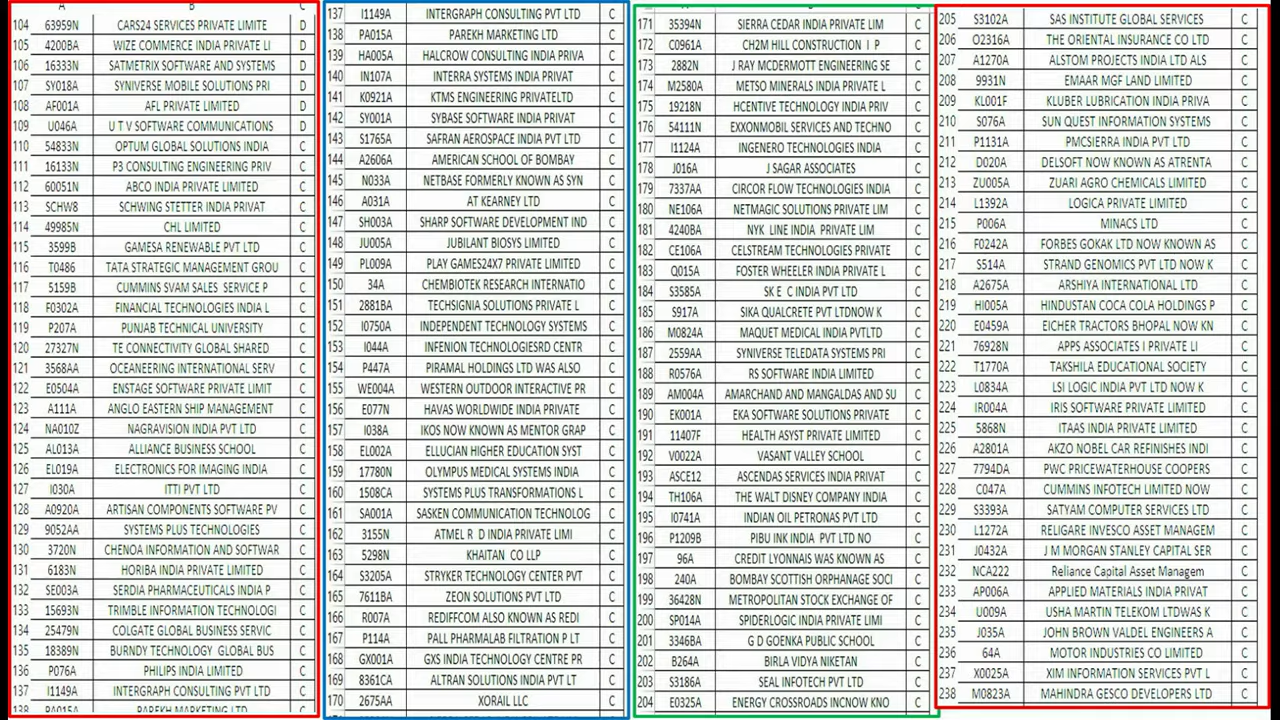 A B C
104 63959N CARS24 SERVICES PRIVATE LIMITE D
105 4200BA WIZE COMMERCE INDIA PRIVATE LI D
106 16333N SATMETRIX SOFTWARE AND SYSTEMS D
107 SY018A SYNIVERSE MOBILE SOLUTIONS PRI D
108 AF001A AFL PRIVATE LIMITED D
109 U046A U T V SOFTWARE COMMUNICATIONS D
110 54833N OPTUM GLOBAL SOLUTIONS INDIA C
111 16133N P3 CONSULTING ENGINEERING PRIV C
112 60051N ABCO INDIA PRIVATE LIMITED C
113 SCHW8 SCHWING STETTER INDIA PRIVAT C
114 49985N CHL LIMITED C
115 3599B GAMESA RENEWABLE PVT LTD C
116 T0486 TATA STRATEGIC MANAGEMENT GROU C
117 5159B CUMMINS SVAM SALES SERVICE P C
118 F0302A FINANCIAL TECHNOLOGIES INDIA L C
119 P207A PUNJAB TECHNICAL UNIVERSITY C
120 27327N TE CONNECTIVITY GLOBAL SHARED C
121 3568AA OCEANEERING INTERNATIONAL SERV C
122 E0504A ENSTAGE SOFTWARE PRIVATE LIMIT C
123 A111A ANGLO EASTERN SHIP MANAGEMENT C
124 NA010Z NAGRAVISION INDIA PVT LTD C
125 AL013A ALLIANCE BUSINESS SCHOOL C
126 EL019A ELECTRONICS FOR IMAGING INDIA C
127 I030A ITTI PVT LTD C
128 A0920A ARTISAN COMPONENTS SOFTWARE PV C
129 9052AA SYSTEMS PLUS TECHNOLOGIES C
130 3720N CHENOA INFORMATION AND SOFTWAR C
131 6183N HORIBA INDIA PRIVATE LIMITED C
132 SE003A SERDIA PHARMACEUTICALS INDIA P C
133 15693N TRIMBLE INFORMATION TECHNOLOGI C
134 25479N COLGATE GLOBAL BUSINESS SERVIC C
135 18389N BURNDY TECHNOLOGY GLOBAL BUS C
136 P076A PHILIPS INDIA LIMITED C
137 I1149A INTERGRAPH CONSULTING PVT LTD C
138 PA015A PAREKH MARKETING LTD C
137 I1149A INTERGRAPH CONSULTING PVT LTD C
138 PA015A PAREKH MARKETING LTD C
139 HA005A HALCROW CONSULTING INDIA PRIVA C
140 IN107A INTERRA SYSTEMS INDIA PRIVAT C
141 K0921A KTMS ENGINEERING PRIVATELTD C
142 SY001A SYBASE SOFTWARE INDIA PRIVAT C
143 S1765A SAFRAN AEROSPACE INDIA PVT LTD C
144 A2606A AMERICAN SCHOOL OF BOMBAY C
145 N033A NETBASE FORMERLY KNOWN AS SYN C
146 A031A AT KEARNEY LTD C
147 SH003A SHARP SOFTWARE DEVELOPMENT IND C
148 JU005A JUBILANT BIOSYS LIMITED C
149 PL009A PLAY GAMES24X7 PRIVATE LIMITED C
150 34A CHEMBIOTEK RESEARCH INTERNATIO C
151 2881BA TECHSIGNIA SOLUTIONS PRIVATE L C
152 I0750A INDEPENDENT TECHNOLOGY SYSTEMS C
153 I044A INFENION TECHNOLOGIESRD CENTR C
154 P447A PIRAMAL HOLDINGS LTD WAS ALSO C
155 WE004A WESTERN OUTDOOR INTERACTIVE PR C
156 E077N HAVAS WORLDWIDE INDIA PRIVATE C
157 I038A IKOS NOW KNOWN AS MENTOR GRAP C
158 EL002A ELLUCIAN HIGHER EDUCATION SYST C
159 17780N OLYMPUS MEDICAL SYSTEMS INDIA C
160 1508CA SYSTEMS PLUS TRANSFORMATIONS L C
161 SA001A SASKEN COMMUNICATION TECHNOLOG C
162 3155N ATMEL R D INDIA PRIVATE LIMI C
163 5298N KHAITAN CO LLP C
164 S3205A STRYKER TECHNOLOGY CENTER PVT C
165 7611BA ZEON SOLUTIONS PVT LTD C
166 R007A REDIFFCOM ALSO KNOWN AS REDI C
167 P114A PALL PHARMALAB FILTRATION P LT C
168 GX001A GXS INDIA TECHNOLOGY CENTRE PR C
169 8361CA ALTRAN SOLUTIONS INDIA PVT LT C
170 2675AA XORAIL LLC C
171 35394N SIERRA CEDAR INDIA PRIVATE LIM C
172 C0961A CH2M HILL CONSTRUCTION I P C
173 2882N J RAY MCDERMOTT ENGINEERING SE C
174 M2580A METSO MINERALS INDIA PRIVATE L C
175 19218N HCENTIVE TECHNOLOGY INDIA PRIV C
176 54111N EXXONMOBIL SERVICES AND TECHNO C
177 I1124A INGENERO TECHNOLOGIES INDIA C
178 J016A J SAGAR ASSOCIATES C
179 7337AA CIRCOR FLOW TECHNOLOGIES INDIA C
180 NE106A NETMAGIC SOLUTIONS PRIVATE LIM C
181 4240BA NYK LINE INDIA PRIVATE LIM C
182 CE106A CELSTREAM TECHNOLOGIES PRIVATE C
183 Q015A FOSTER WHEELER INDIA PRIVATE L C
184 S3585A SK E C INDIA PVT LTD C
185 S917A SIKA QUALCRETE PVT LTDNOW K C
186 M0824A MAQUET MEDICAL INDIA PVTLTD C
187 2559AA SYNIVERSE TELEDATA SYSTEMS PRI C
188 R0576A RS SOFTWARE INDIA LIMITED C
189 AM004A AMARCHAND AND MANGALDAS AND SU C
190 EK001A EKA SOFTWARE SOLUTIONS PRIVATE C
191 11407F HEALTH ASYST PRIVATE LIMITED C
192 V0022A VASANT VALLEY SCHOOL C
193 ASCE12 ASCENDAS SERVICES INDIA PRIVAT C
194 TH106A THE WALT DISNEY COMPANY INDIA C
195 I0741A INDIAN OIL PETRONAS PVT LTD C
196 P1209B PIBU INK INDIA PVT LTD NO C
197 96A CREDIT LYONNAIS WAS KNOWN AS C
198 240A BOMBAY SCOTTISH ORPHANAGE SOCI C
199 36428N METROPOLITAN STOCK EXCHANGE OF C
200 SP014A SPIDERLOGIC INDIA PRIVATE LIMI C
201 3346BA G D GOENKA PUBLIC SCHOOL C
202 B264A BIRLA VIDYA NIKETAN C
203 S3186A SEAL INFOTECH PVT LTD C
204 E0325A ENERGY CROSSROADS INCNOW KNO C
205 S3102A SAS INSTITUTE GLOBAL SERVICES C
206 O2316A THE ORIENTAL INSURANCE CO LTD C
207 A1270A ALSTOM PROJECTS INDIA LTD ALS C
208 9931N EMAAR MGF LAND LIMITED C
209 KL001F KLUBER LUBRICATION INDIA PRIVA C
210 S076A SUN QUEST INFORMATION SYSTEMS C
211 P1131A PMCSIERRA INDIA PVT LTD C
212 D020A DELSOFT NOW KNOWN AS ATRENTA C
213 ZU005A ZUARI AGRO CHEMICALS LIMITED C
214 L1392A LOGICA PRIVATE LIMITED C
215 P006A MINACS LTD C
216 F0242A FORBES GOKAK LTD NOW KNOWN AS C
217 S514A STRAND GENOMICS PVT LTD NOW K C
218 A2675A ARSHIYA INTERNATIONAL LTD C
219 HI005A HINDUSTAN COCA COLA HOLDINGS P C
220 E0459A EICHER TRACTORS BHOPAL NOW KN C
221 76928N APPS ASSOCIATES I PRIVATE LI C
222 T1770A TAKSHILA EDUCATIONAL SOCIETY C
223 L0834A LSI LOGIC INDIA PVT LTD NOW K C
224 IR004A IRIS SOFTWARE PRIVATE LIMITED C
225 5868N ITAAS INDIA PRIVATE LIMITED C
226 A2801A AKZO NOBEL CAR REFINISHES INDI C
227 7794DA PWC PRICEWATERHOUSE COOPERS C
228 C047A CUMMINS INFOTECH LIMITED NOW C
229 S3393A SATYAM COMPUTER SERVICES LTD C
230 L1272A RELIGARE INVESCO ASSET MANAGEM C
231 J0432A J M MORGAN STANLEY CAPITAL SER C
232 NCA222 Reliance Capital Asset Managem C
233 AP006A APPLIED MATERIALS INDIA PRIVAT C
234 U009A USHA MARTIN TELEKOM LTDWAS K C
235 J035A JOHN BROWN VALDEL ENGINEERS A C
236 64A MOTOR INDUSTRIES CO LIMITED C
237 X0025A XIM INFORMATION SERVICES PVT L C
238 M0823A MAHINDRA GESCO DEVELOPERS LTD C